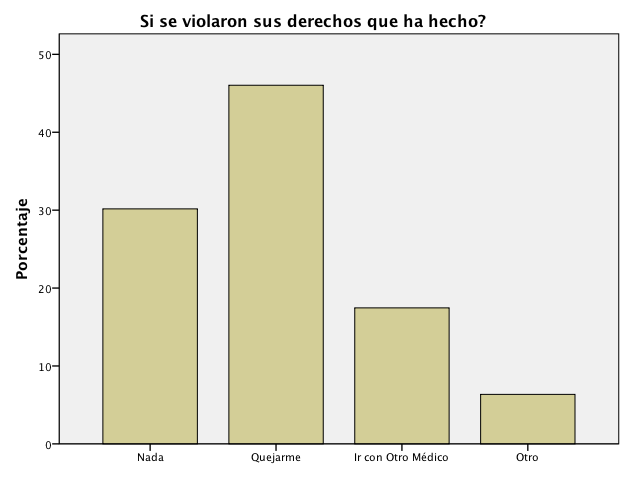 Si se violaron sus derechos que ha hecho?
50
40
30
20
10
0
Porcentaje
Nada Quejarme Ir con Otro Médico Otro